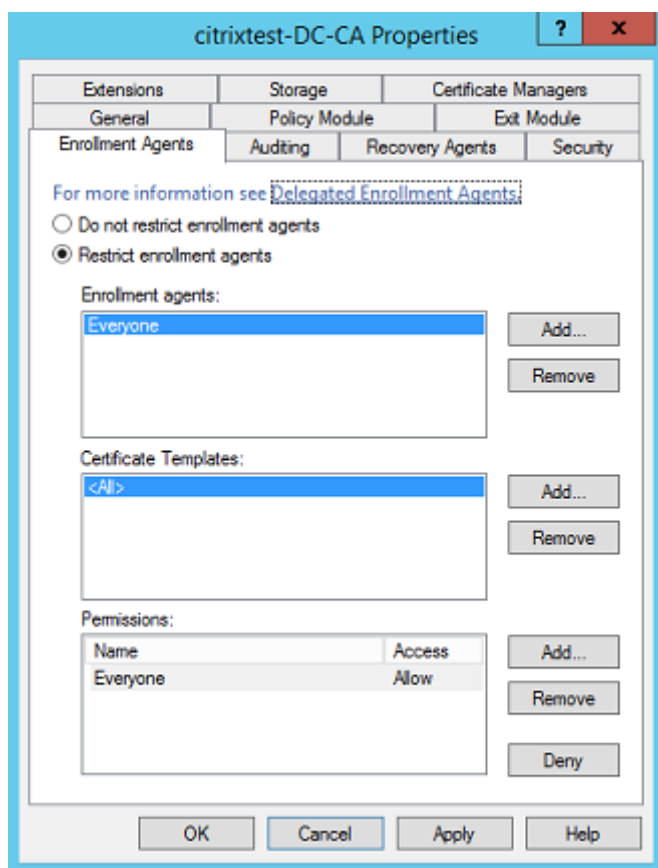 citrixtest-DC-CA Properties
? x
Extensions Storage Certificate Managers
General Policy Module Exit Module
Enrollment Agents Auditing Recovery Agents Security
For more information see Delegated Enrollment Agents.
Do not restrict enrollment agents
Restrict enrollment agents
Enrollment agents:
Everyone
Add...
Remove
Certificate Templates:
<All>
Add...
Remove
Permissions:
Name Access
Everyone Allow
Add...
Remove
Deny
OK Cancel Apply Help